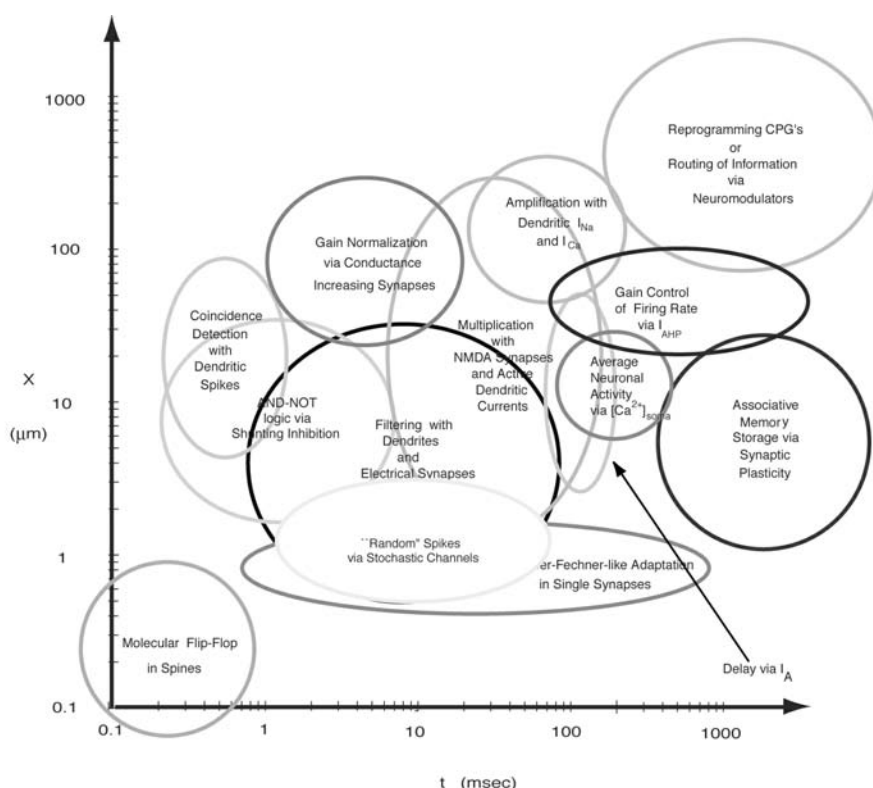 1000
100
X
10
(μm)
1
0.1
0.1
1
10
100
1000
t (msec)
Reprogramming CPG's
or
Routing of Information
via
Neuromodulators
Amplification with
Dendritic I Na
and I Ca
Gain Normalization
via Conductance
Increasing Synapses
Gain Control
of Firing Rate
via I AHP
Coincidence
Detection
with
Dendritic
Spikes
Multiplication
with
NMDA Synapses
and Active
Dendritic
Currents
Average
Neuronal
Activity
via [Ca2+]soma
AND-NOT
logic via
Shunting Inhibition
Filtering with
Dendrites
and
Electrical Synapses
Associative
Memory
Storage via
Synaptic
Plasticity
``Random" Spikes
via Stochastic Channels
er-Fechner-like Adaptation
in Single Synapses
Molecular Flip-Flop
in Spines
Delay via I A